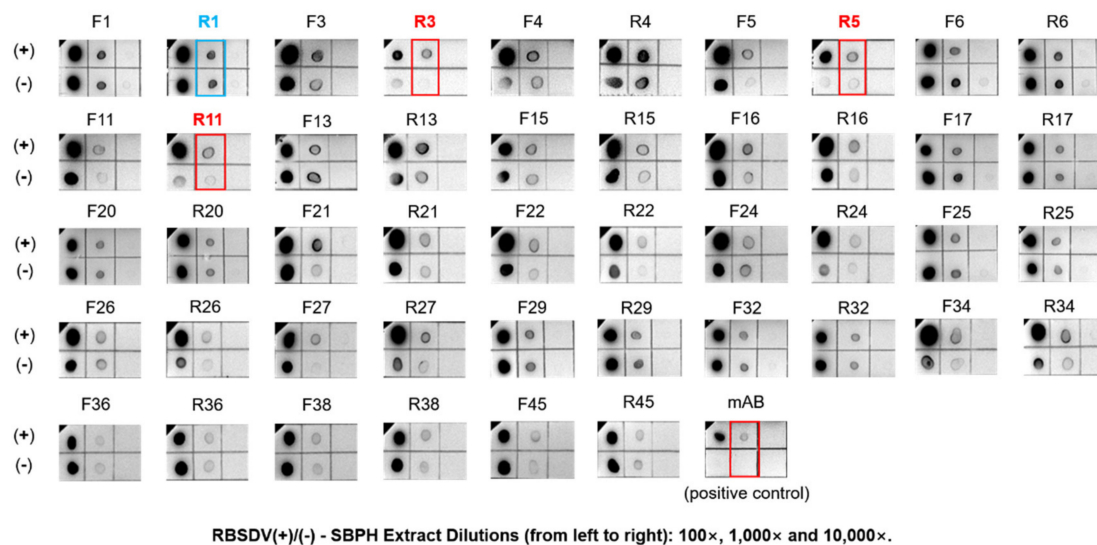 F1 R1 F3 R3 F4 R4 F5 R5 F6 R6
(+)
(-)
F11 R11 F13 R13 F15 R15 F16 R16 F17 R17
(+)
(-)
F20 R20 F21 R21 F22 R22 F24 R24 F25 R25
(+)
(-)
F26 R26 F27 R27 F29 R29 F32 R32 F34 R34
(+)
(-)
F36 R36 F38 R38 F45 R45 mAB
(+)
(-)
(positive control)
RBSDV(+)/(-) - SBPH Extract Dilutions (from left to right): 100×, 1,000× and 10,000×.